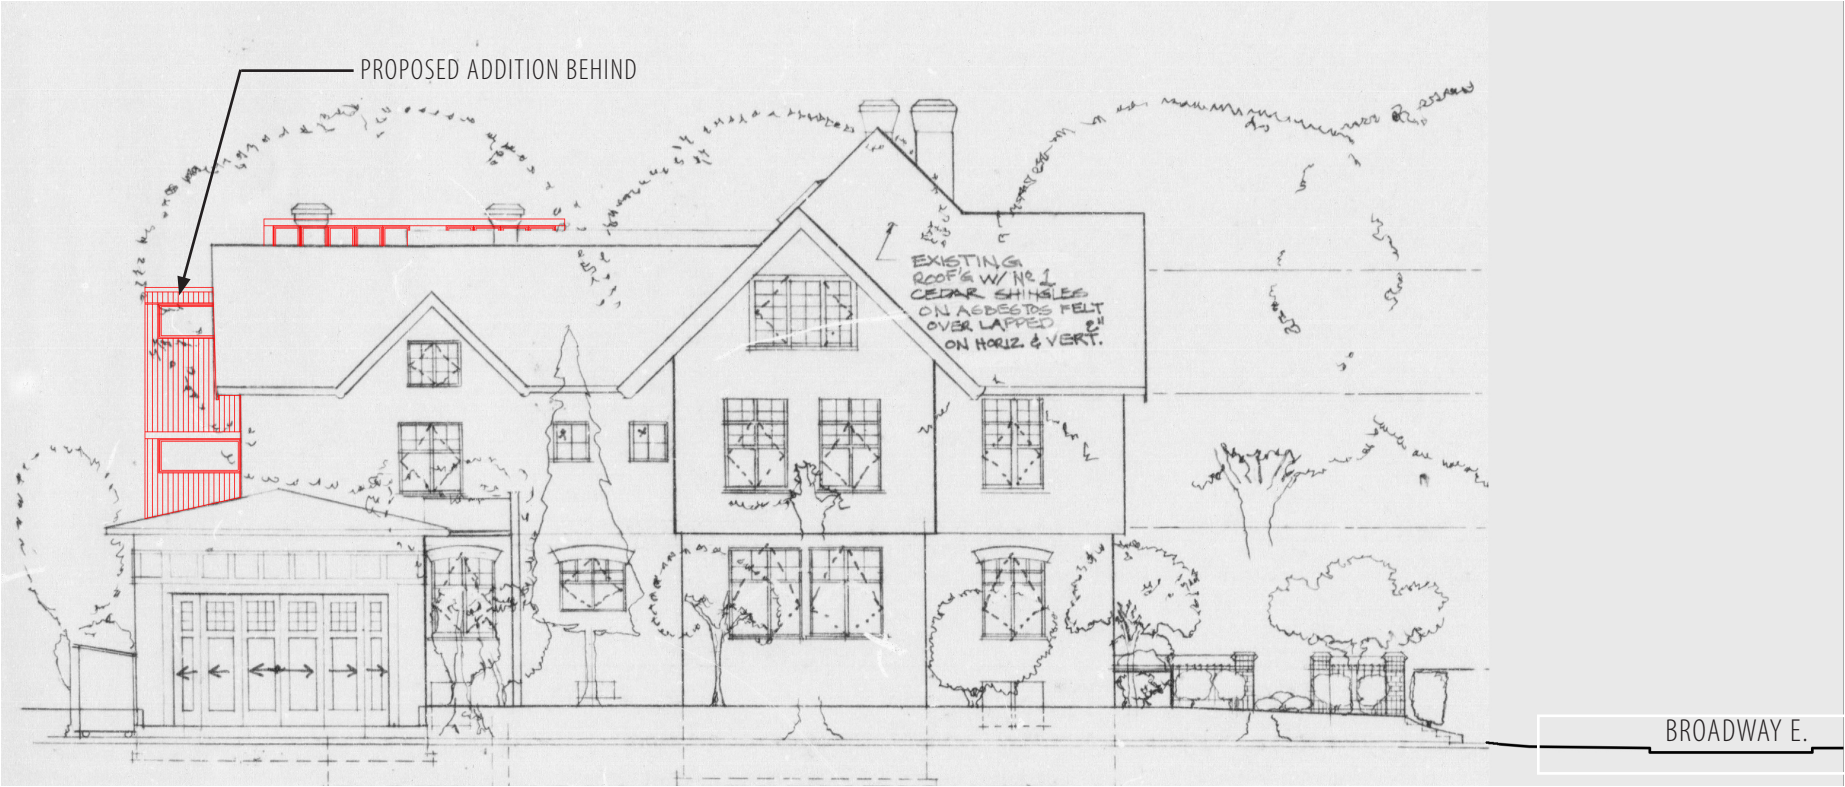 PROPOSED ADDITION BEHIND
EXISTING
ROOF'G W/ Nº 1
CEDAR SHINGLES
ON ASBESTOS FELT
OVER LAPPED 2"
ON HORIZ & VERT.
BROADWAY E.